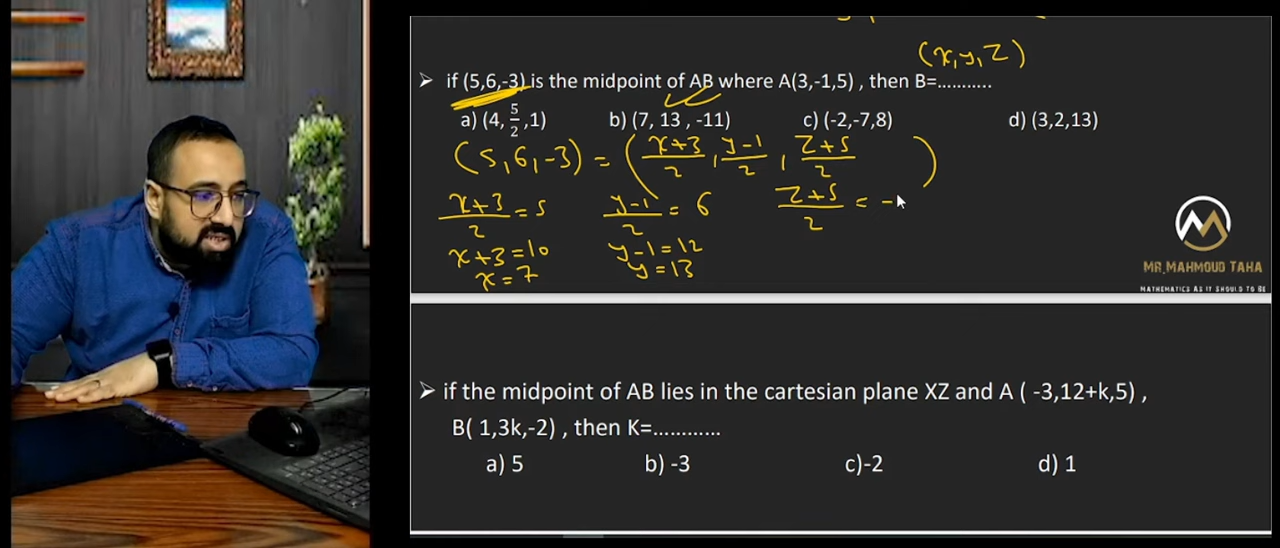 (x,y,z)
➢ if (5,6,-3) is the midpoint of AB where A(3,-1,5) , then B=...........
a) (4, 5/2 ,1) b) (7, 13 , -11) c) (-2,-7,8) d) (3,2,13)
(5,6,-3) = ( x+3/2 , y-1/2 , z+5/2 )
x+3/2 = 5 y-1/2 = 6 z+5/2 = -
x+3=10 y-1=12
x=7 y=13
MR.MAHMOUD TAHA
MATHEMATICS AS IT SHOULD TO BE
➢ if the midpoint of AB lies in the cartesian plane XZ and A ( -3,12+k,5) ,
B( 1,3k,-2) , then K=............
a) 5 b) -3 c)-2 d) 1